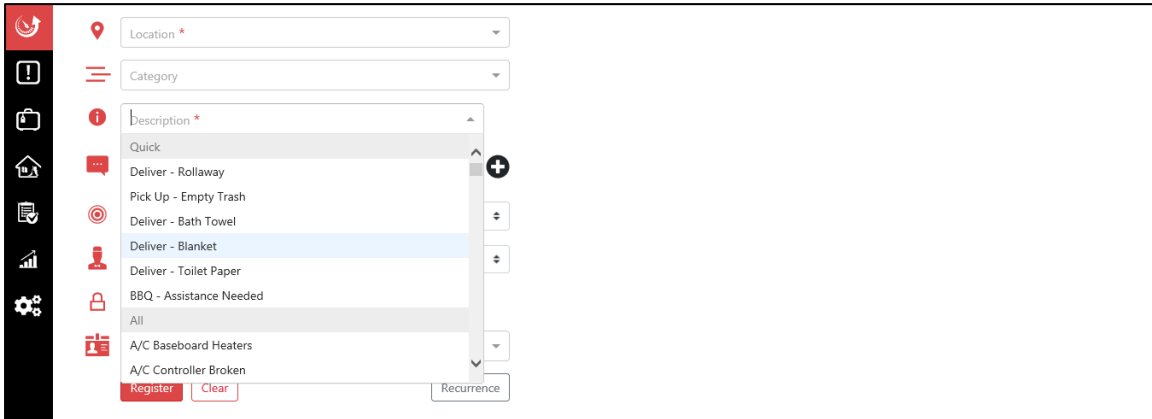 Location *
Category
Description *
Quick
Deliver - Rollaway
Pick Up - Empty Trash
Deliver - Bath Towel
Deliver - Blanket
Deliver - Toilet Paper
BBQ - Assistance Needed
All
A/C Baseboard Heaters
A/C Controller Broken
Register Clear Recurrence